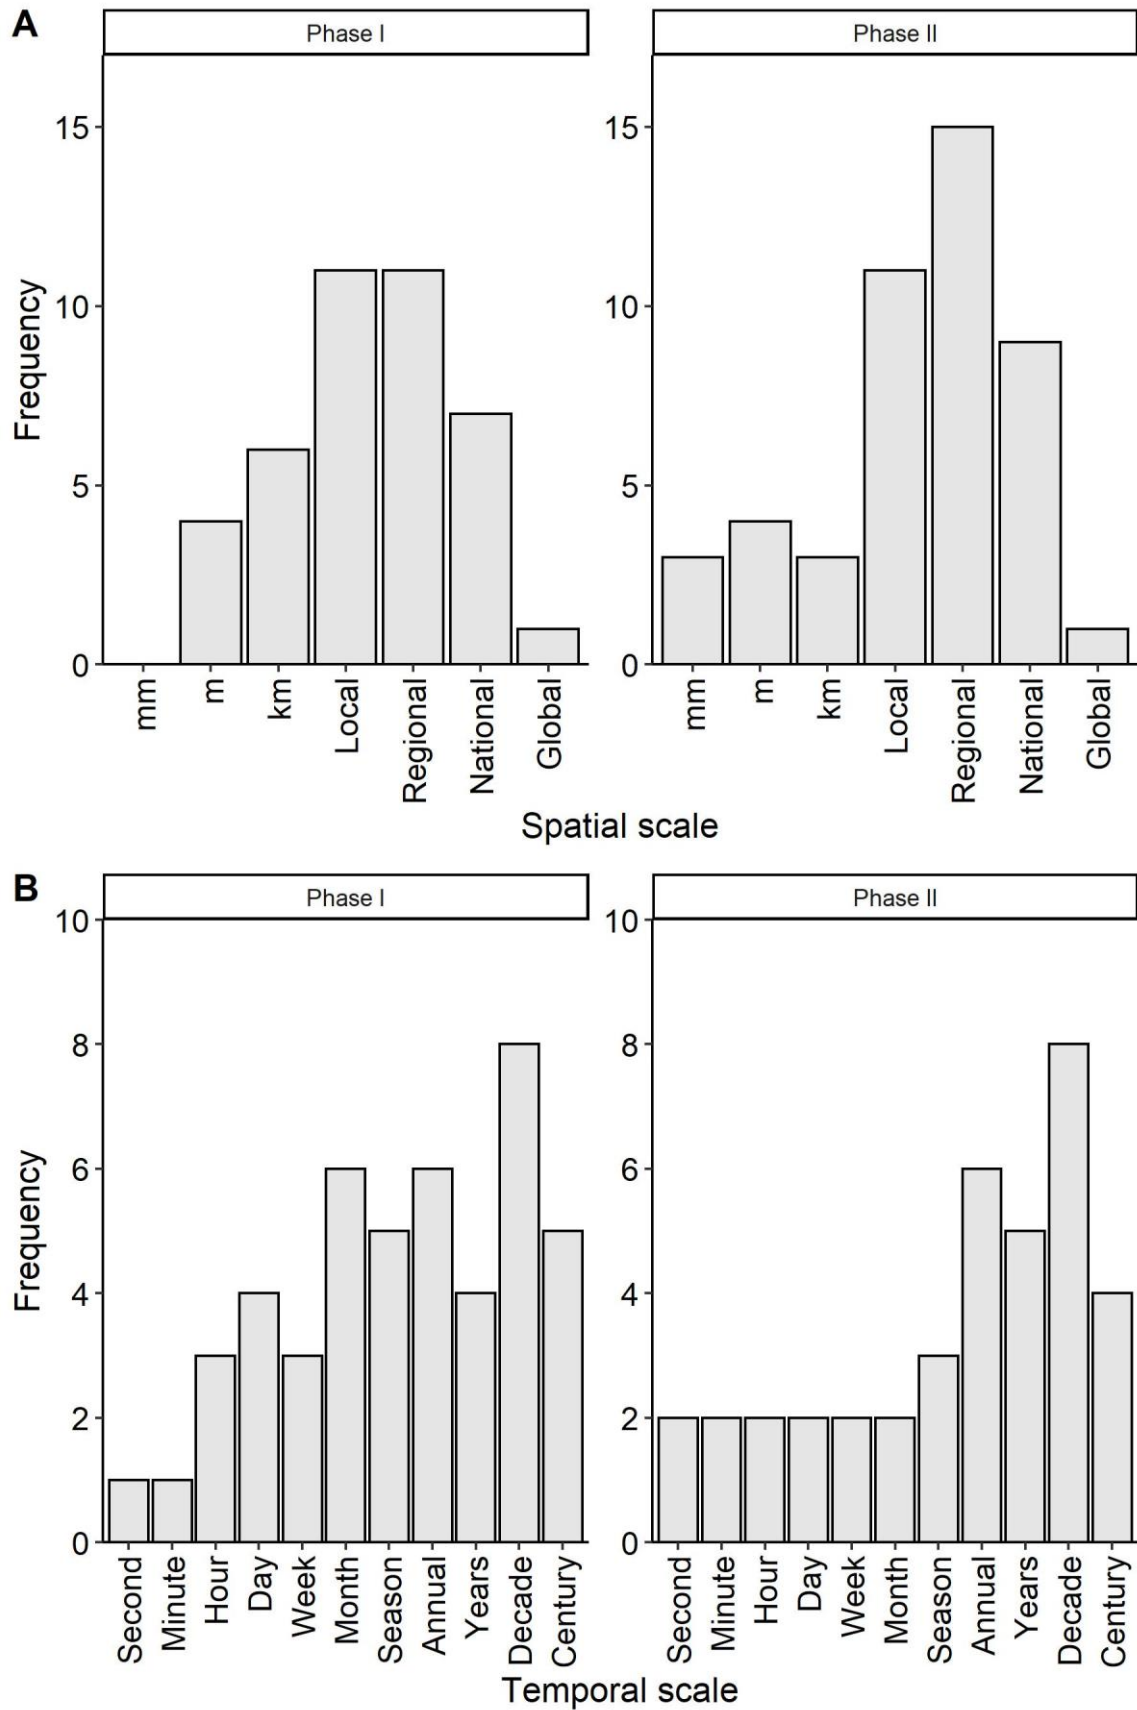 A
Phase I
Phase II
Frequency
15
10
5
0
15
10
5
0
mm
m
km
Local
Regional
National
Global
mm
m
km
Local
Regional
National
Global
Spatial scale
B
Phase I
Phase II
Frequency
10
8
6
4
2
0
10
8
6
4
2
0
Second
Minute
Hour
Day
Week
Month
Season
Annual
Years
Decade
Century
Second
Minute
Hour
Day
Week
Month
Season
Annual
Years
Decade
Century
Temporal scale